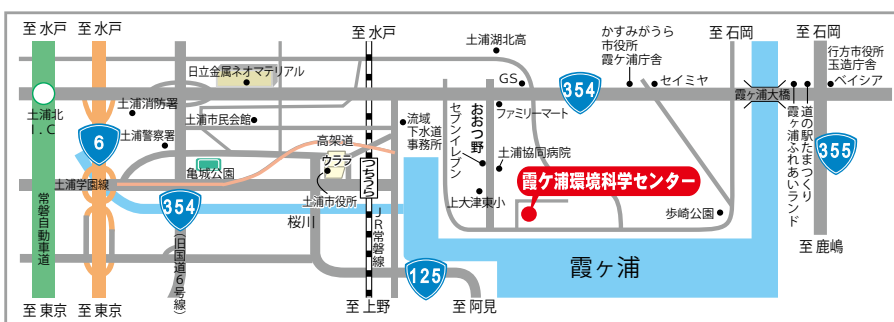 至 水戸
至 水戸
至 水戸
至 石岡
至 石岡
土浦湖北高
かすみがうら
市役所
霞ヶ浦庁舎
行方市役所
玉造庁舎
ベイシア
日立金属ネオマテリアル
GS
354
セイミヤ
霞ヶ浦大橋
土浦北
I.C
土浦消防署
土浦市民会館
流域
下水道
事務所
セブンイレブン
おおつ野
ファミリーマート
道の駅たまつくり
霞ヶ浦ふれあいランド
6
土浦警察署
高架道
ウララ
つちうら
土浦協同病院
355
土浦学園線
亀城公園
土浦市役所
霞ケ浦環境科学センター
上大津東小
歩崎公園
常磐自動車道
354
(旧国道6号線)
桜川
JR常磐線
125
霞ヶ浦
至 鹿嶋
至 東京
至 東京
至 上野
至 阿見